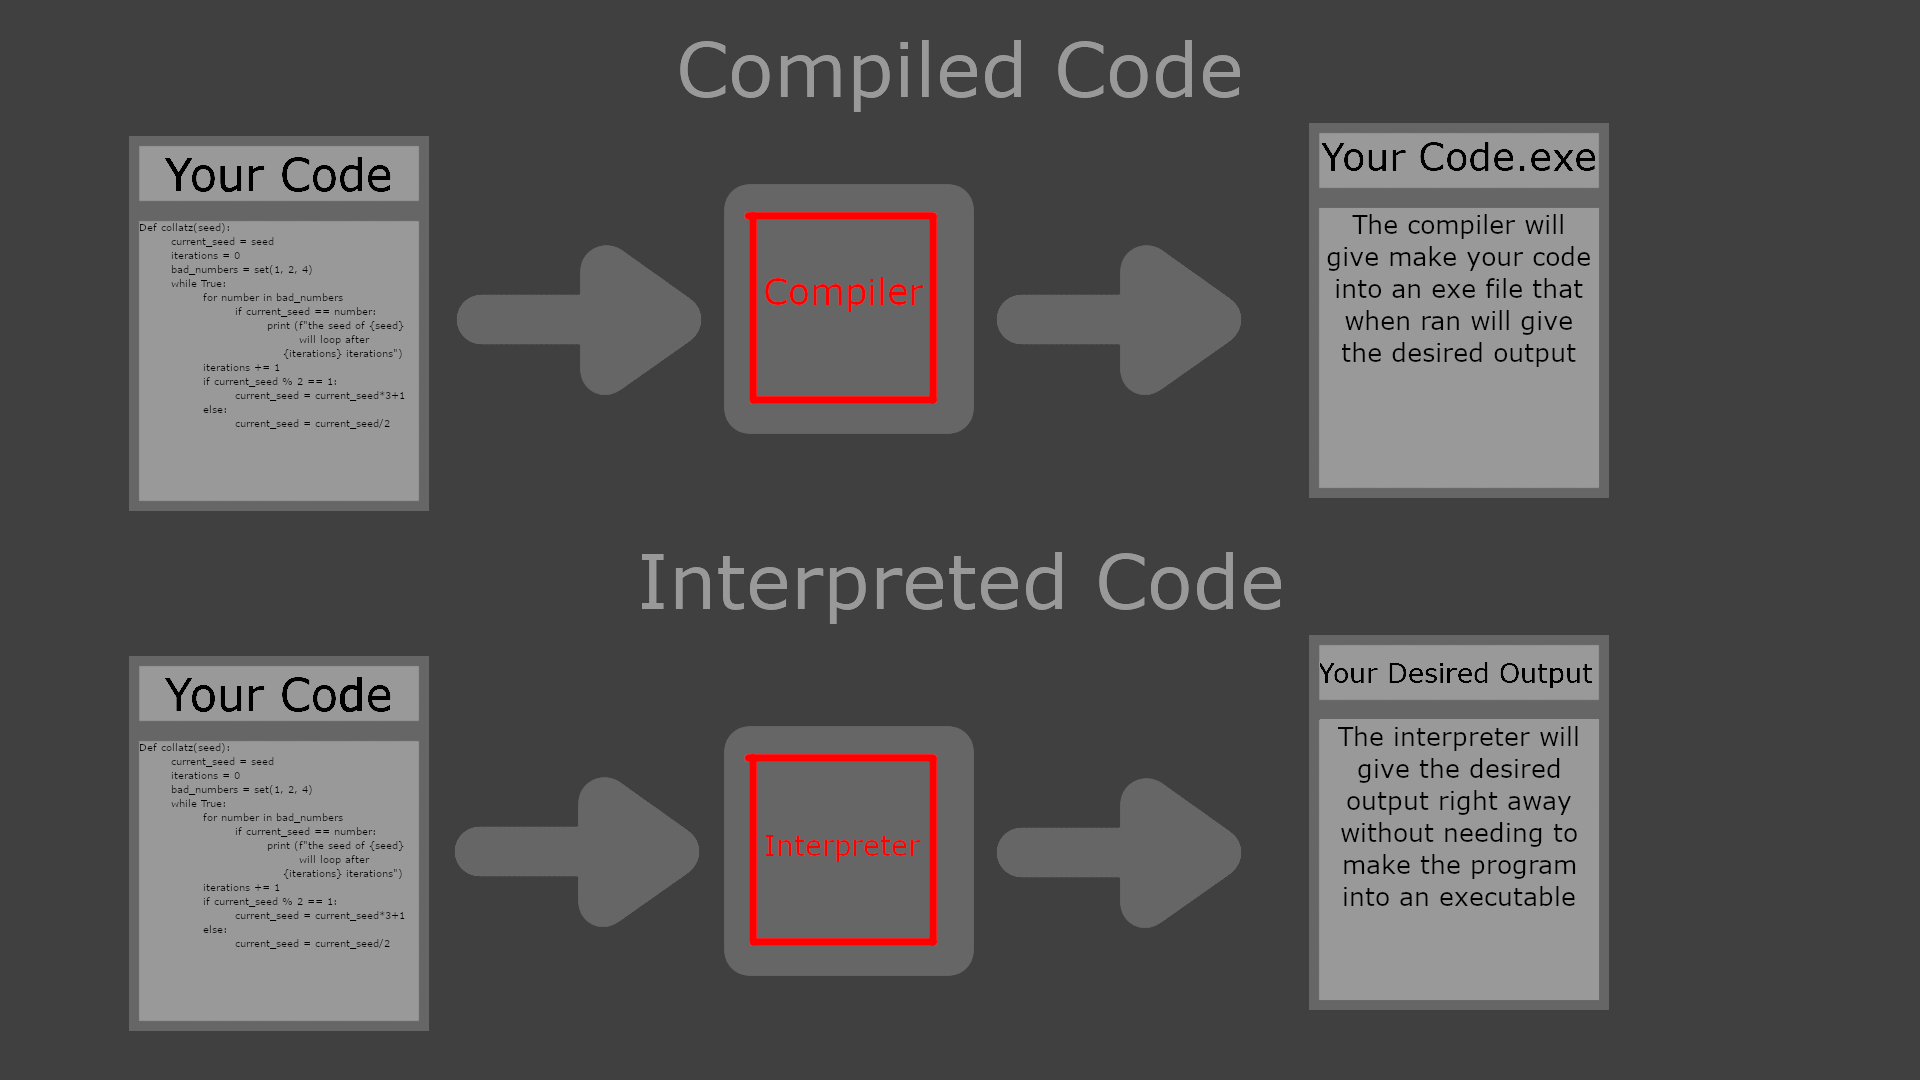 Compiled Code
Your Code
Def collatz(seed):
current_seed = seed
iterations = 0
bad_numbers = set(1, 2, 4)
while True:
for number in bad_numbers
if current_seed == number:
print (f"the seed of {seed}
will loop after
{iterations} iterations")
iterations += 1
if current_seed % 2 == 1:
current_seed = current_seed*3+1
else:
current_seed = current_seed/2
Compiler
Your Code.exe
The compiler will
give make your code
into an exe file that
when ran will give
the desired output
Interpreted Code
Your Code
Def collatz(seed):
current_seed = seed
iterations = 0
bad_numbers = set(1, 2, 4)
while True:
for number in bad_numbers
if current_seed == number:
print (f"the seed of {seed}
will loop after
{iterations} iterations")
iterations += 1
if current_seed % 2 == 1:
current_seed = current_seed*3+1
else:
current_seed = current_seed/2
Interpreter
Your Desired Output
The interpreter will
give the desired
output right away
without needing to
make the program
into an executable